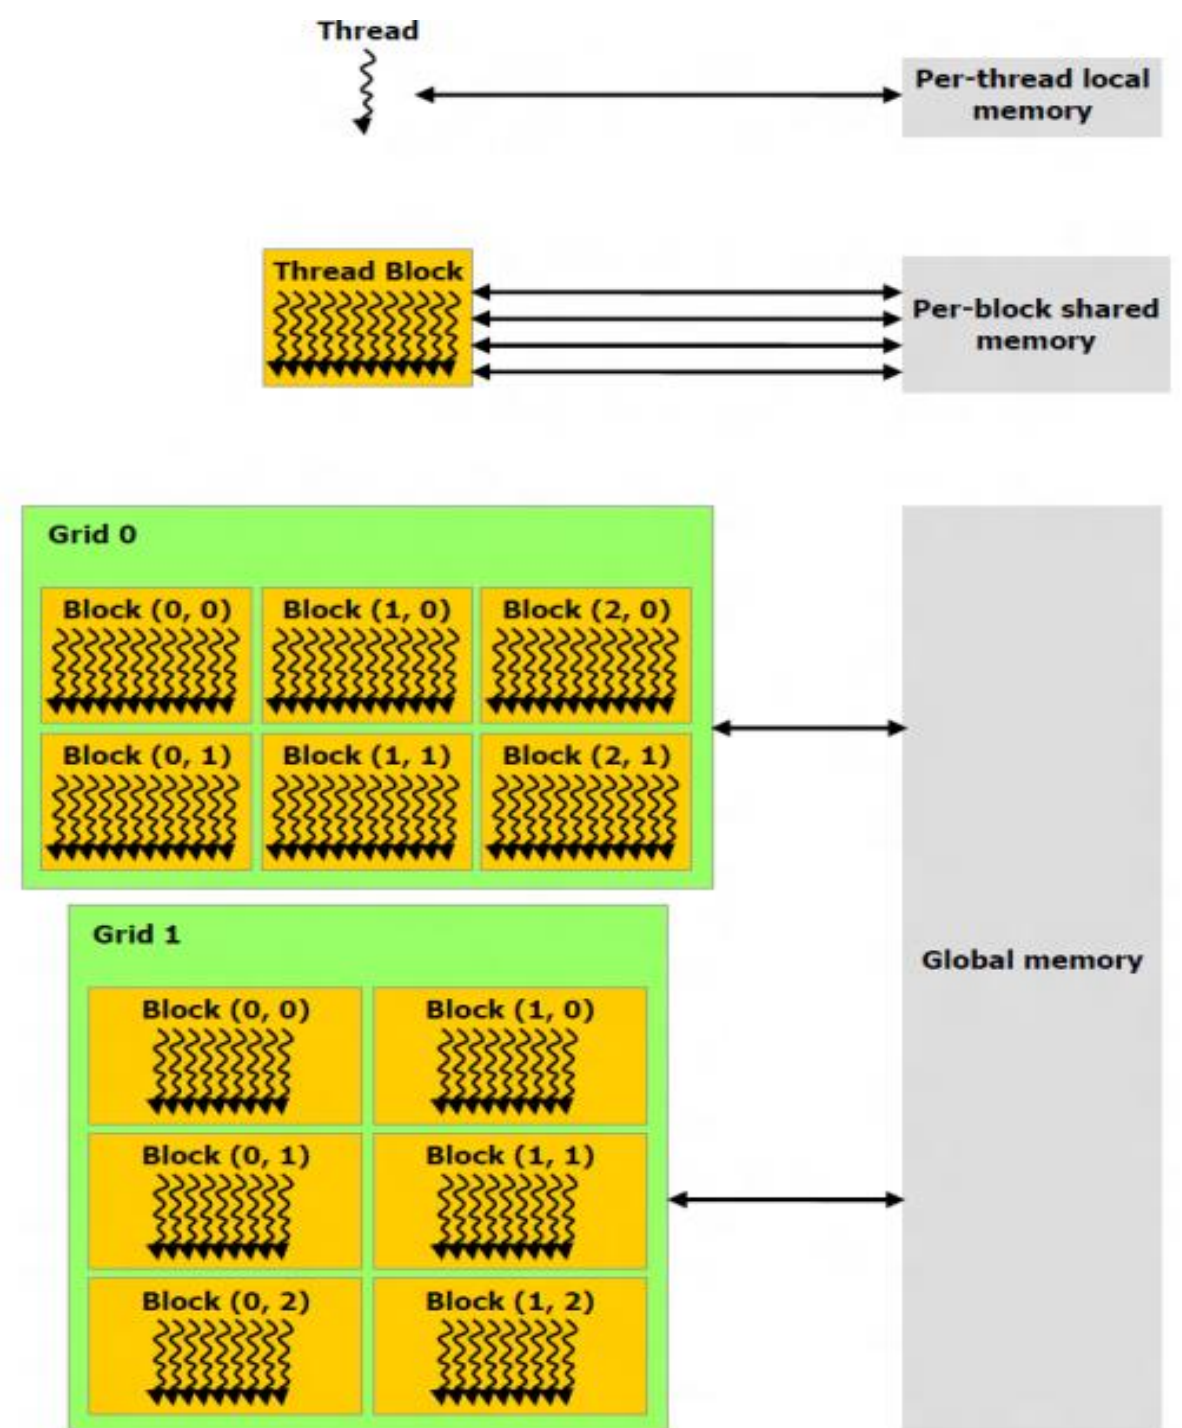 Thread
Per-thread local
memory
Thread Block
Per-block shared
memory
Grid 0
Block (0, 0)
Block (1, 0)
Block (2, 0)
Block (0, 1)
Block (1, 1)
Block (2, 1)
Grid 1
Global memory
Block (0, 0)
Block (1, 0)
Block (0, 1)
Block (1, 1)
Block (0, 2)
Block (1, 2)